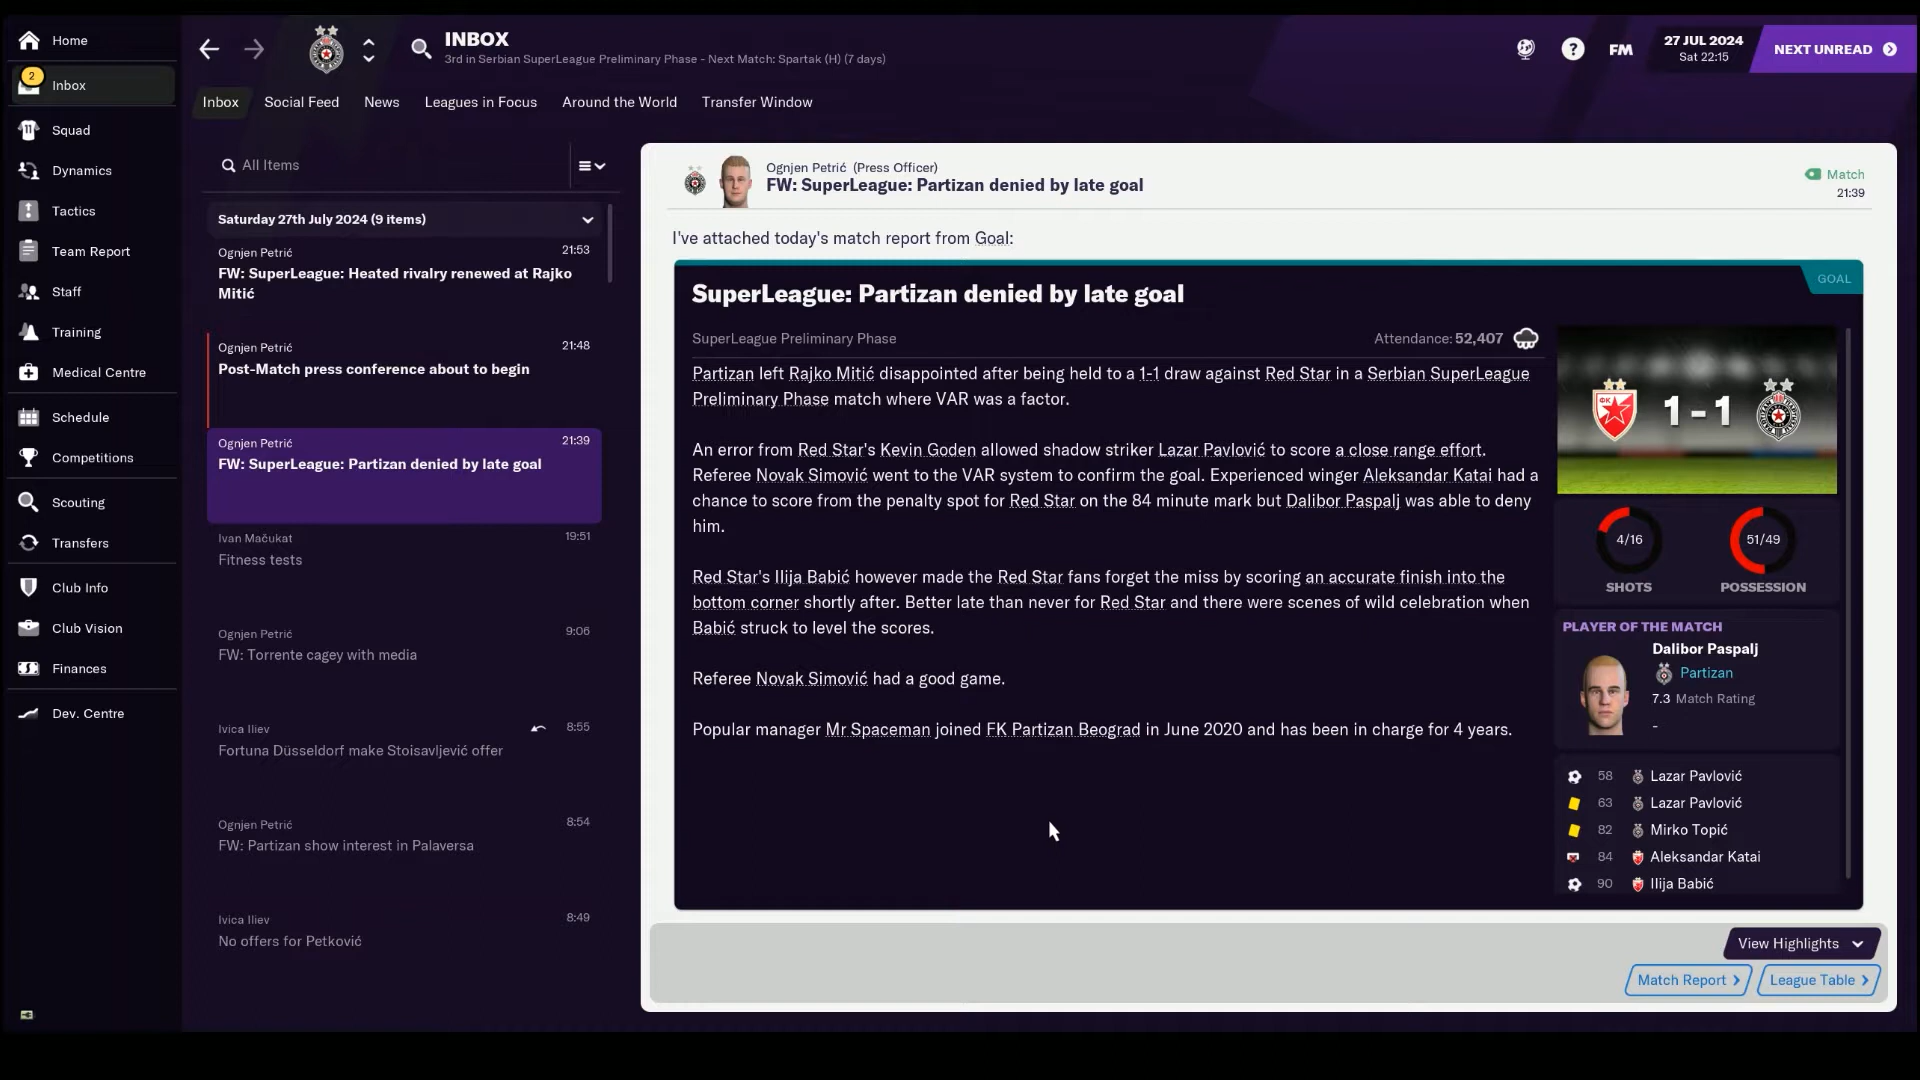 Home
INBOX
3rd in Serbian SuperLeague Preliminary Phase - Next Match: Spartak (H) (7 days)
FM
27 JUL 2024
Sat 22:15
NEXT UNREAD
2
Inbox
Inbox
Social Feed
News
Leagues in Focus
Around the World
Transfer Window
Squad
Dynamics
Tactics
Team Report
Staff
Training
Medical Centre
Schedule
Competitions
Scouting
Transfers
Club Info
Club Vision
Finances
Dev. Centre
All Items
Saturday 27th July 2024 (9 items)
Ognjen Petrić 21:53
FW: SuperLeague: Heated rivalry renewed at Rajko
Mitić
Ognjen Petrić 21:48
Post-Match press conference about to begin
Ognjen Petrić 21:39
FW: SuperLeague: Partizan denied by late goal
Ivan Mačukat 19:51
Fitness tests
Ognjen Petrić 9:06
FW: Torrente cagey with media
Ivica Iliev 8:55
Fortuna Düsseldorf make Stoisavljević offer
Ognjen Petrić 8:54
FW: Partizan show interest in Palaversa
Ivica Iliev 8:49
No offers for Petković
Ognjen Petrić (Press Officer)
FW: SuperLeague: Partizan denied by late goal
Match
21:39
I've attached today's match report from Goal:
GOAL
SuperLeague: Partizan denied by late goal
SuperLeague Preliminary Phase
Attendance: 52,407
Partizan left Rajko Mitić disappointed after being held to a 1-1 draw against Red Star in a Serbian SuperLeague
Preliminary Phase match where VAR was a factor.
An error from Red Star's Kevin Goden allowed shadow striker Lazar Pavlović to score a close range effort.
Referee Novak Simović went to the VAR system to confirm the goal. Experienced winger Aleksandar Katai had a
chance to score from the penalty spot for Red Star on the 84 minute mark but Dalibor Paspalj was able to deny
him.
Red Star's Ilija Babić however made the Red Star fans forget the miss by scoring an accurate finish into the
bottom corner shortly after. Better late than never for Red Star and there were scenes of wild celebration when
Babić struck to level the scores.
Referee Novak Simović had a good game.
Popular manager Mr Spaceman joined FK Partizan Beograd in June 2020 and has been in charge for 4 years.
1 - 1
4/16
SHOTS
51/49
POSSESSION
PLAYER OF THE MATCH
Dalibor Paspalj
Partizan
7.3 Match Rating
-
58 Lazar Pavlović
63 Lazar Pavlović
82 Mirko Topić
84 Aleksandar Katai
90 Ilija Babić
View Highlights
Match Report
League Table